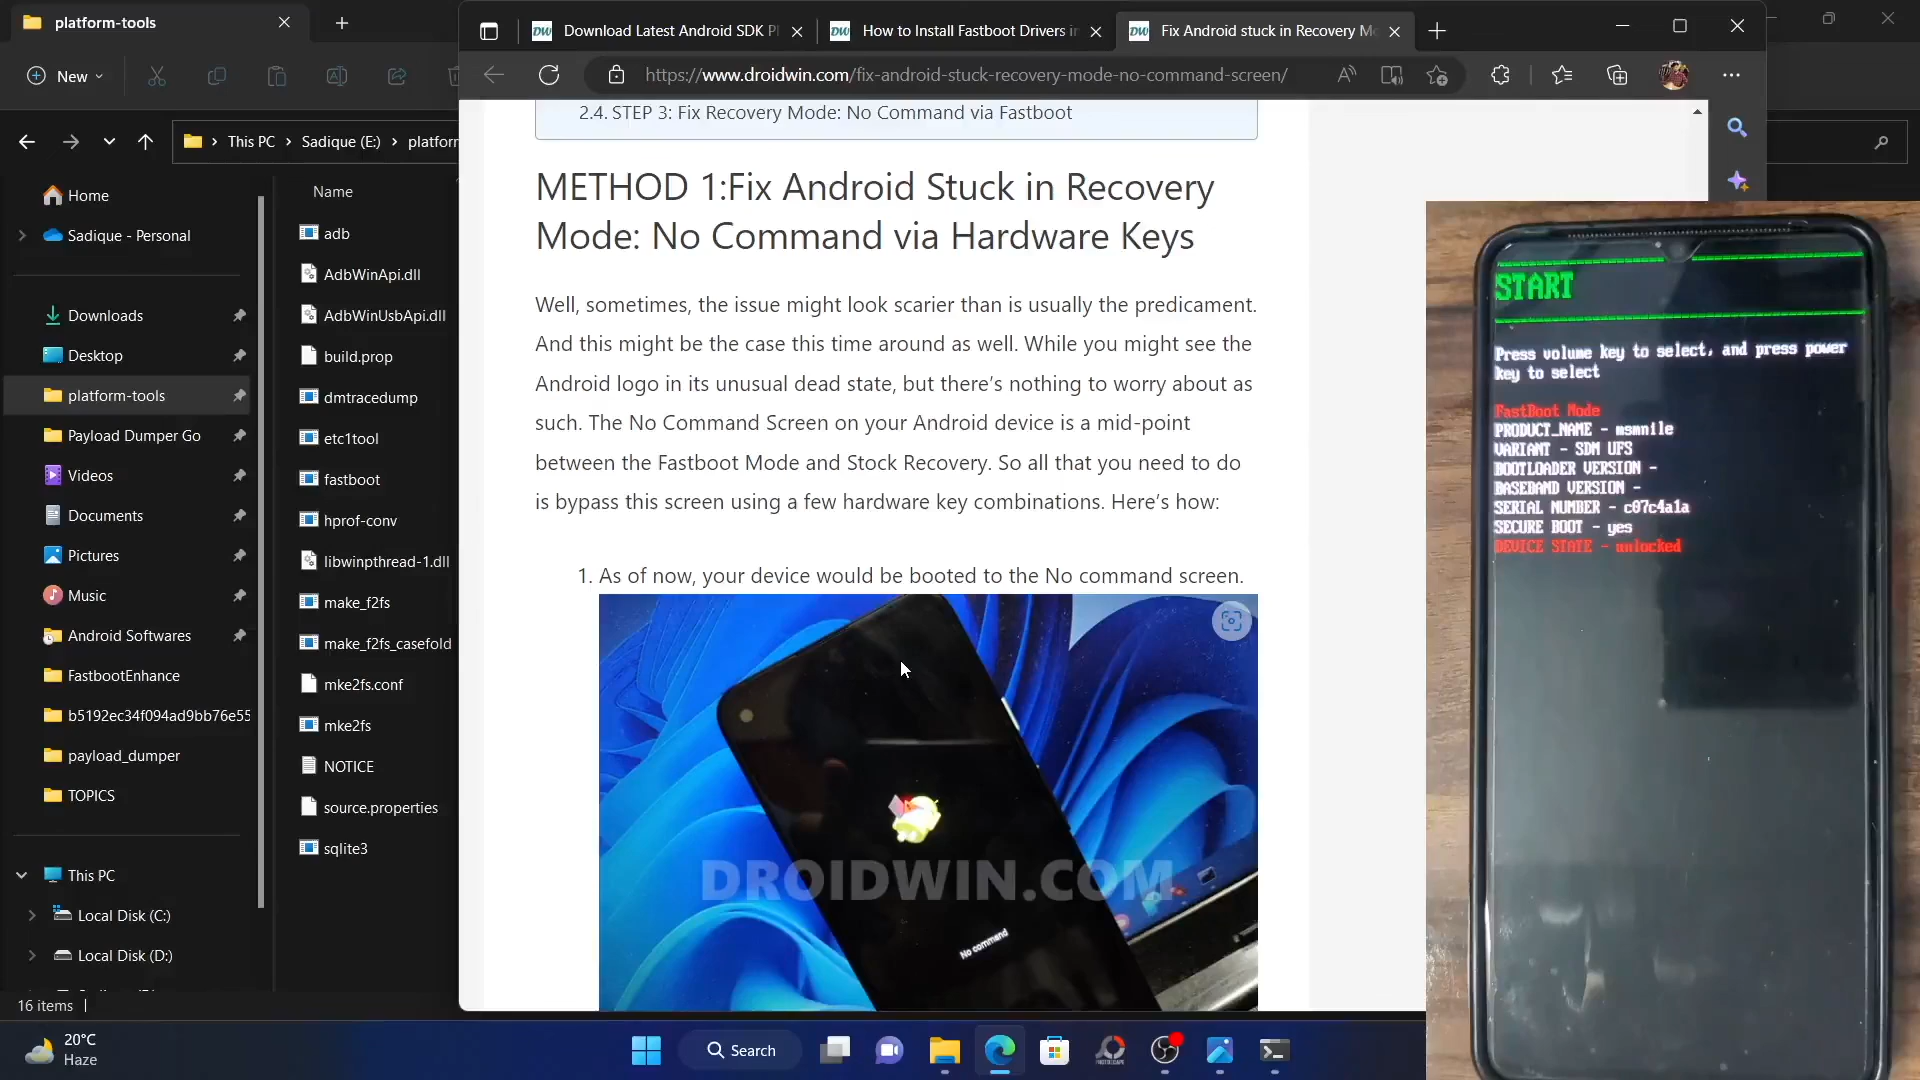 platform-tools
New
This PC
Sadique (E:)
platforn
Home
Sadique - Personal
Downloads
Desktop
platform-tools
Payload Dumper Go
Videos
Documents
Pictures
Music
Android Softwares
FastbootEnhance
b5192ec34f094ad9bb76e55
payload_dumper
TOPICS
This PC
Local Disk (C:)
Local Disk (D:)
16 items
Name
adb
AdbWinApi.dll
AdbWinUsbApi.dll
build.prop
dmtracedump
etc1tool
fastboot
hprof-conv
libwinpthread-1.dll
make_f2fs
make_f2fs_casefold
mke2fs.conf
mke2fs
NOTICE
source.properties
sqlite3
DW Download Latest Android SDK Pl
DW How to Install Fastboot Drivers in
DW Fix Android stuck in Recovery Mo
https://www.droidwin.com/fix-android-stuck-recovery-mode-no-command-screen/
2.4. STEP 3: Fix Recovery Mode: No Command via Fastboot
METHOD 1:Fix Android Stuck in Recovery
Mode: No Command via Hardware Keys
Well, sometimes, the issue might look scarier than is usually the predicament.
And this might be the case this time around as well. While you might see the
Android logo in its unusual dead state, but there's nothing to worry about as
such. The No Command Screen on your Android device is a mid-point
between the Fastboot Mode and Stock Recovery. So all that you need to do
is bypass this screen using a few hardware key combinations. Here's how:
1. As of now, your device would be booted to the No command screen.
DROIDWIN.COM
No command
START
Press volume key to select, and press power
key to select
FastBoot Mode
PRODUCT_NAME - msmnile
VARIANT - SDM UFS
BOOTLOADER VERSION -
BASEBAND VERSION -
SERIAL NUMBER - c07c4a1a
SECURE BOOT - yes
DEVICE STATE - unlocked
20°C
Haze
Search